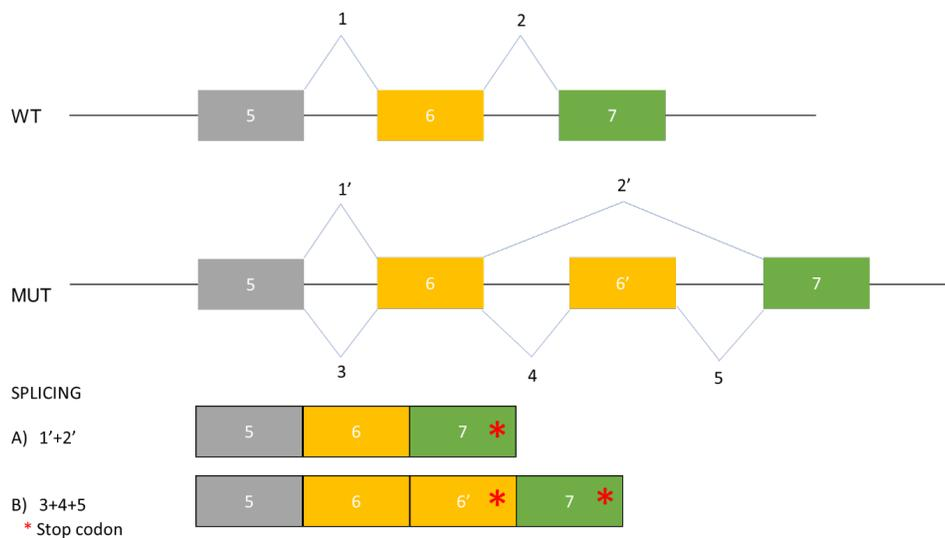 1 2
WT 5 6 7
1’ 2’
MUT 5 6 6’ 7
3 4 5
SPLICING
A) 1’+2’ 5 6 7 *
B) 3+4+5 5 6 6’ * 7 *
* Stop codon